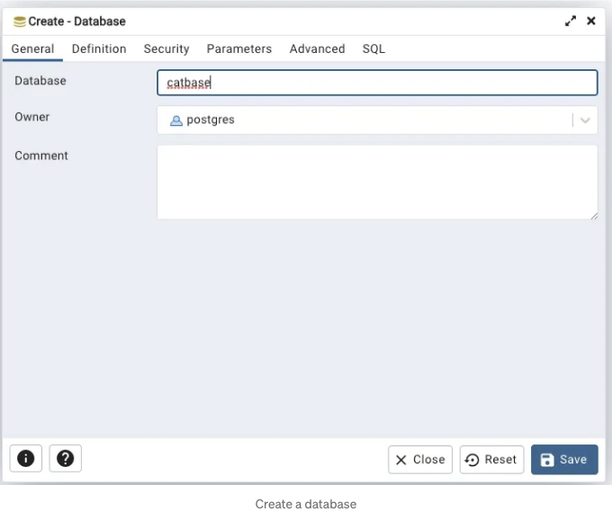 Create - Database
General Definition Security Parameters Advanced SQL
Database catbase
Owner postgres
Comment
Close Reset Save
Create a database